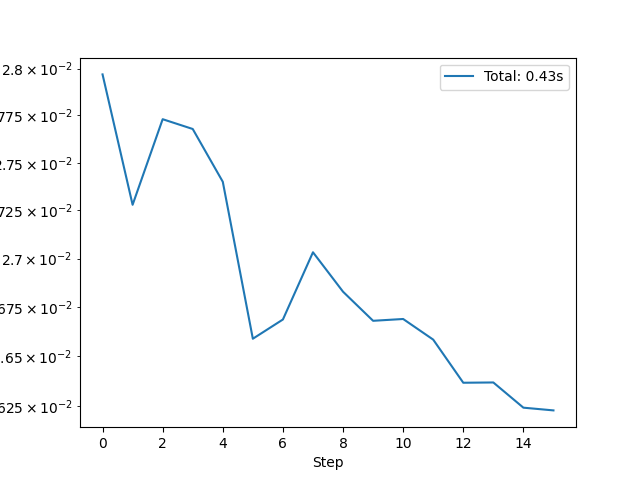 Total: 0.43s
2.8 × 10⁻²
775 × 10⁻²
2.75 × 10⁻²
725 × 10⁻²
2.7 × 10⁻²
675 × 10⁻²
.65 × 10⁻²
625 × 10⁻²
0 2 4 6 8 10 12 14
Step